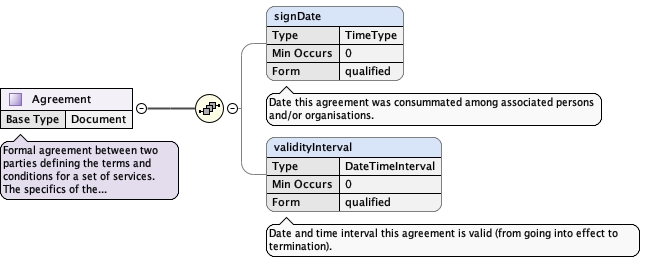 signDate
Type TimeType
Min Occurs 0
Form qualified
Agreement
Base Type Document
Date this agreement was consummated among associated persons
and/or organisations.
Formal agreement between two
parties defining the terms and
conditions for a set of services.
The specifics of the...
validityInterval
Type DateTimeInterval
Min Occurs 0
Form qualified
Date and time interval this agreement is valid (from going into effect to
termination).